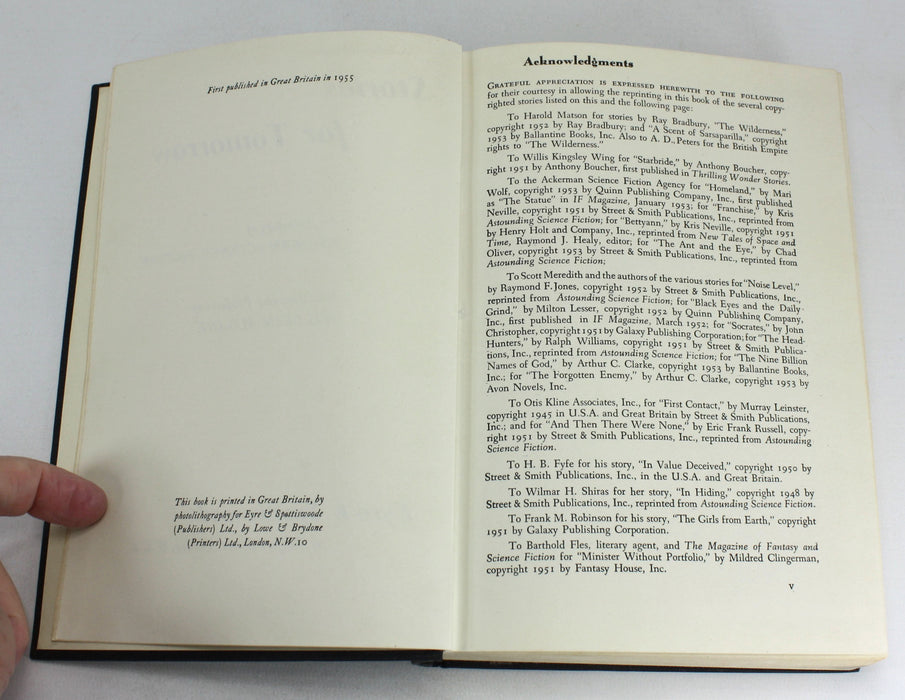 First published in Great Britain in 1955
This book is printed in Great Britain, by
photolithography for Eyre & Spottiswoode
(Publishers) Ltd., by Lowe & Brydone
(Printers) Ltd., London, N.W.10
Acknowledgments
GRATEFUL APPRECIATION IS EXPRESSED HEREWITH TO THE FOLLOWING
for their courtesy in allowing the reprinting in this book of the several copy-
righted stories listed on this and the following page:
To Harold Matson for stories by Ray Bradbury, "The Wilderness,"
copyright 1952 by Ray Bradbury; and "A Scent of Sarsaparilla," copyright
1953 by Ballantine Books, Inc. Also to A. D. Peters for the British Empire
rights to "The Wilderness."
To Willis Kingsley Wing for "Starbride," by Anthony Boucher, copy-
right 1951 by Anthony Boucher, first published in Thrilling Wonder Stories.
To the Ackerman Science Fiction Agency for "Homeland," by Mari
Wolf, copyright 1953 by Quinn Publishing Company, Inc., first published
as "The Statue" in IF Magazine, January 1953; for "Franchise," by Kris
Neville, copyright 1951 by Street & Smith Publications, Inc., reprinted from
Astounding Science Fiction; for "Bettyann," by Kris Neville, copyright 1951
by Henry Holt and Company, Inc., reprinted from New Tales of Space and
Time, Raymond J. Healy, editor; for "The Ant and the Eye," by Chad
Oliver, copyright 1953 by Street & Smith Publications, Inc., reprinted from
Astounding Science Fiction.
To Scott Meredith and the authors of the various stories for "Noise Level,"
by Raymond F. Jones, copyright 1952 by Street & Smith Publications, Inc.,
reprinted from Astounding Science Fiction; for "Black Eyes and the Daily
Grind," by Milton Lesser, copyright 1952 by Quinn Publishing Company,
Inc., first published in IF Magazine, March 1952; for "Socrates," by John
Christopher, copyright 1951 by Galaxy Publishing Corporation; for "The Head-
Hunters," by Ralph Williams, copyright 1951 by Street & Smith Publica-
tions, Inc., reprinted from Astounding Science Fiction; for "The Nine Billion
Names of God," by Arthur C. Clarke, copyright 1953 by Ballantine Books,
Inc.; for "The Forgotten Enemy," by Arthur C. Clarke, copyright 1953 by
Avon Novels, Inc.
To Otis Kline Associates, Inc., for "First Contact," by Murray Leinster,
copyright 1945 in U.S.A. and Great Britain by Street & Smith Publications,
Inc.; and for "And Then There Were None," by Eric Frank Russell, copy-
right 1951 by Street & Smith Publications, Inc., reprinted from Astounding
Science Fiction.
To H. B. Fyfe for his story, "In Value Deceived," copyright 1950 by
Street & Smith Publications, Inc., in the U.S.A. and Great Britain.
To Wilmar H. Shiras for her story, "In Hiding," copyright 1948 by
Street & Smith Publications, Inc., reprinted from Astounding Science Fiction.
To Frank M. Robinson for his story, "The Girls from Earth," copyright
1951 by Galaxy Publishing Corporation.
To Barthold Fles, literary agent, and The Magazine of Fantasy and
Science Fiction for "Minister Without Portfolio," by Mildred Clingerman,
copyright 1951 by Fantasy House, Inc.
v